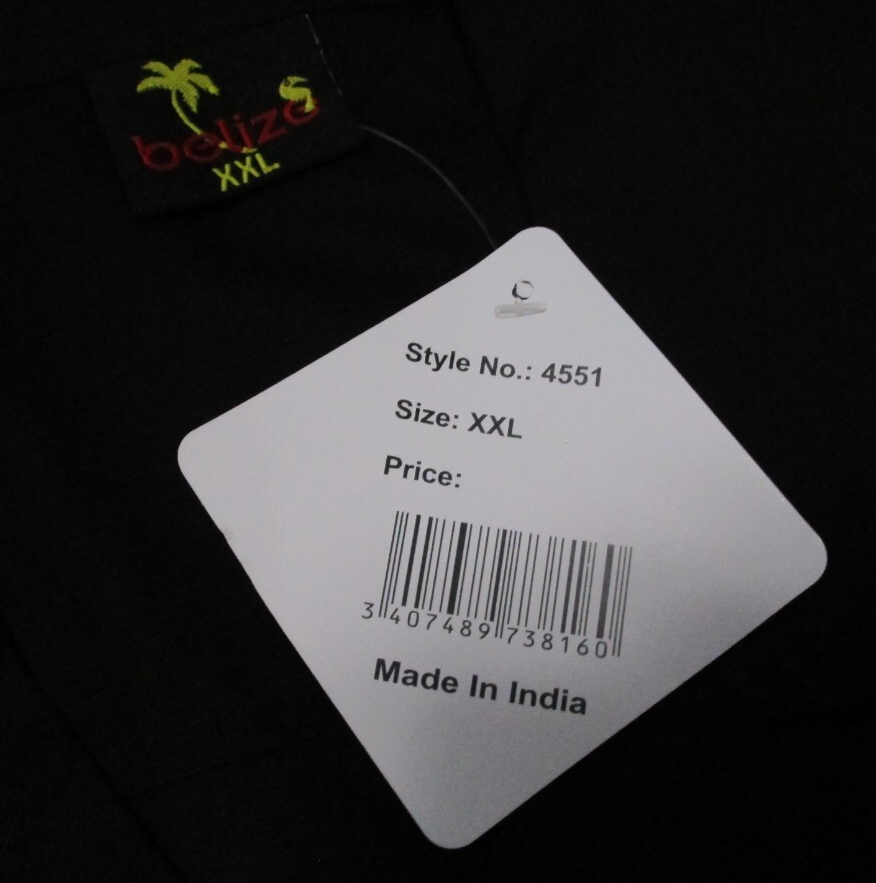 belize
XXL
Style No.: 4551
Size: XXL
Price:
3 407489 738160
Made In India